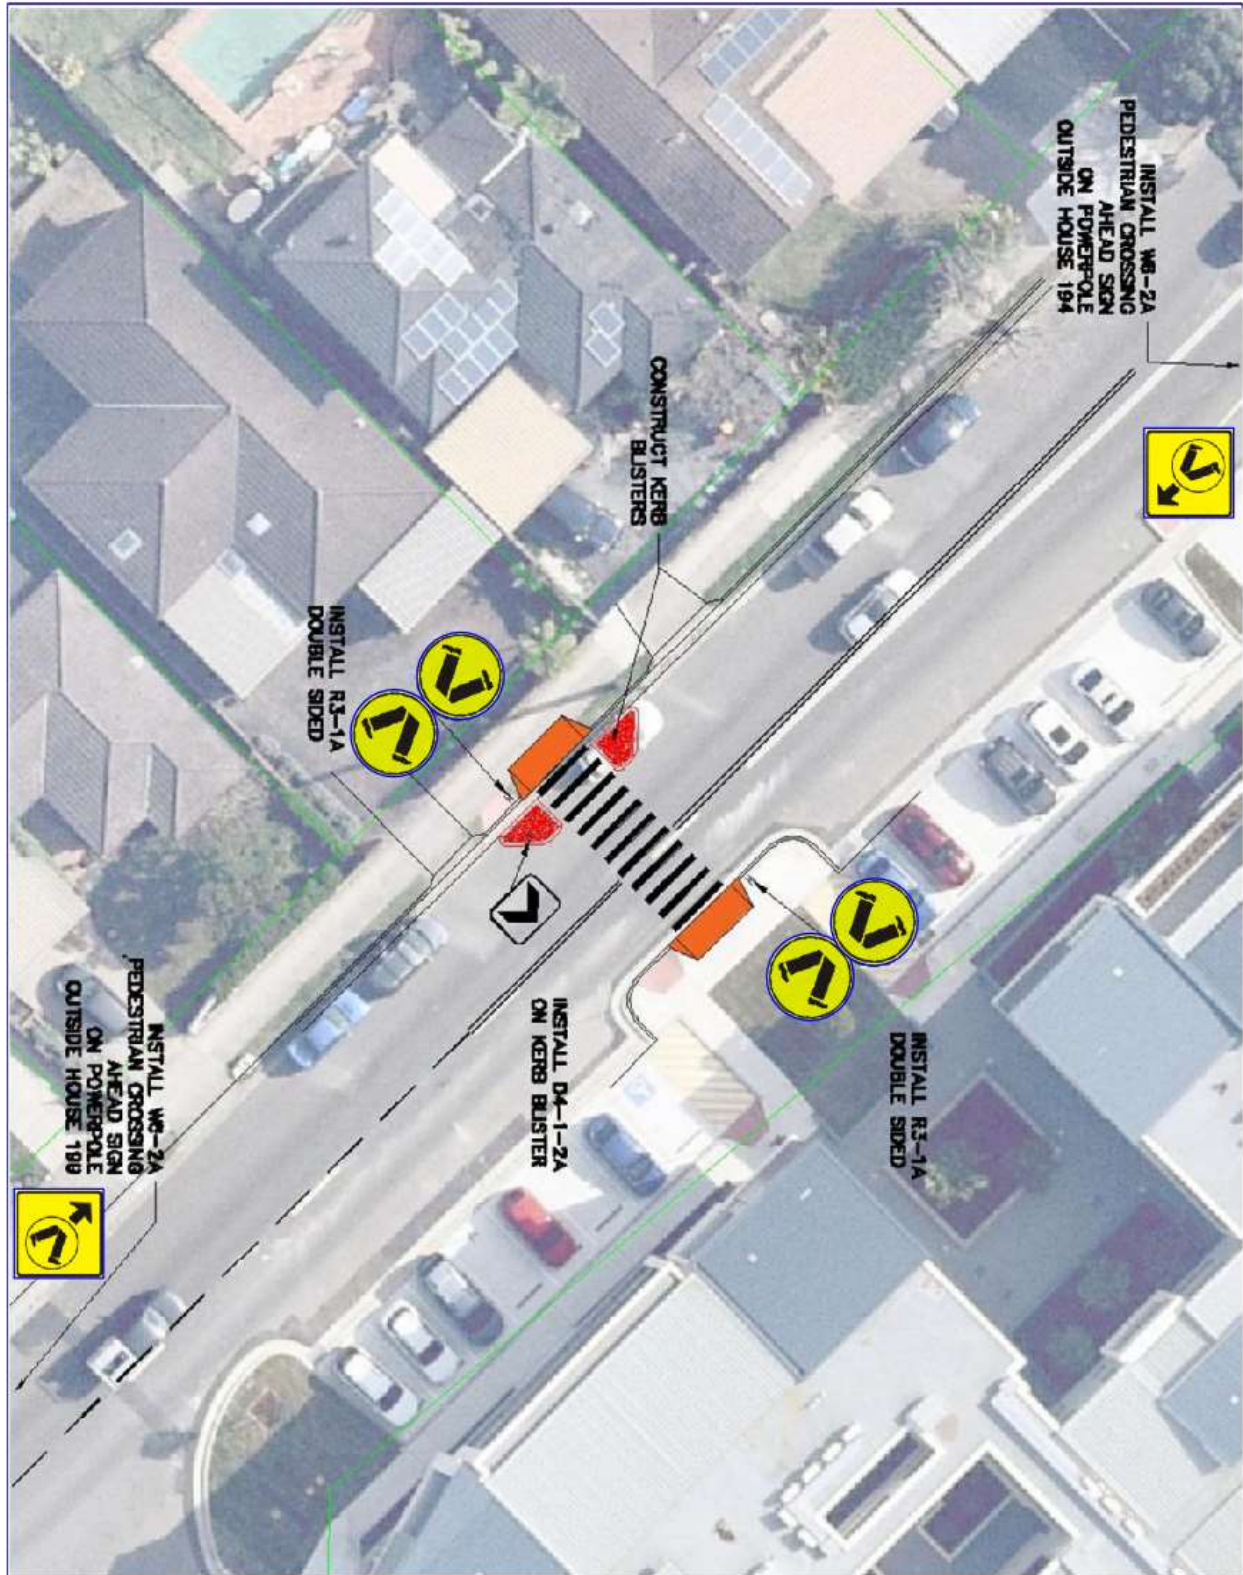 INSTALL W6-2A
PEDESTRIAN CROSSING
AHEAD SIGN
ON POWERPOLE
OUTSIDE HOUSE 194
CONSTRUCT KERB
BLISTERS
INSTALL R3-1A
DOUBLE SIDED
INSTALL R3-1A
DOUBLE SIDED
INSTALL D4-1-2A
ON KERB BLISTER
INSTALL W6-2A
PEDESTRIAN CROSSING
AHEAD SIGN
ON POWERPOLE
OUTSIDE HOUSE